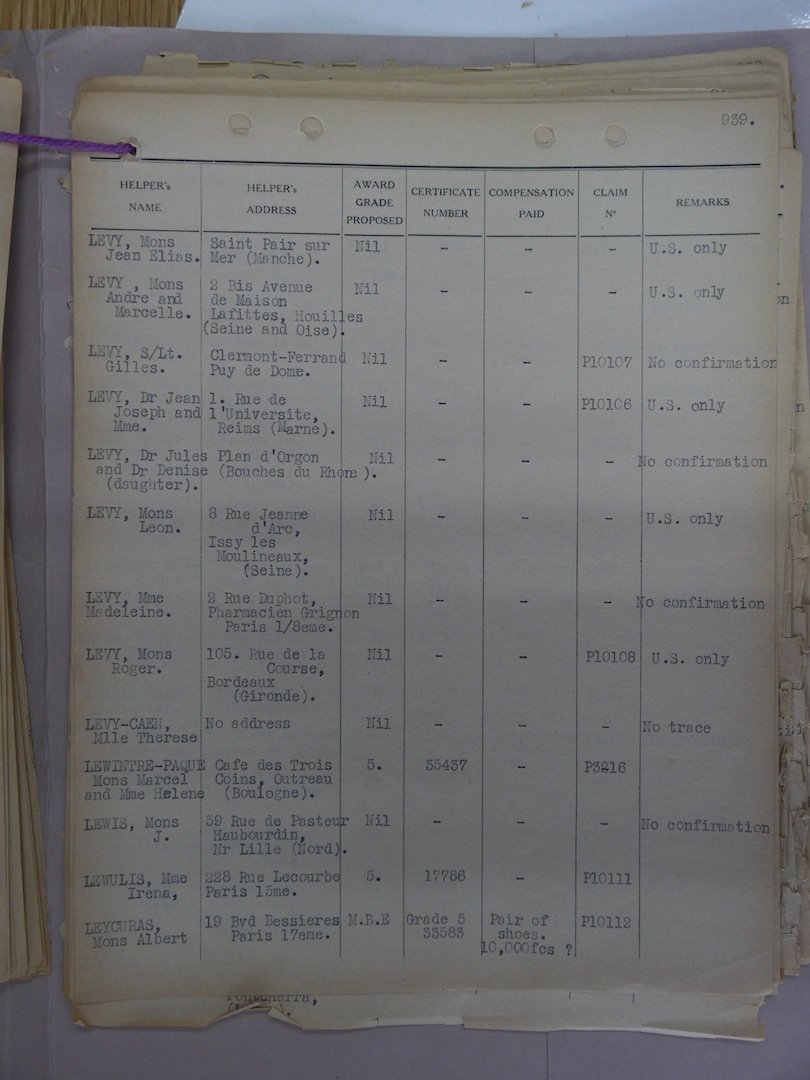 939.
HELPER's NAME | HELPER's ADDRESS | AWARD GRADE PROPOSED | CERTIFICATE NUMBER | COMPENSATION PAID | CLAIM N° | REMARKS
LEVY, Mons | Saint Pair sur | Nil | - | - | - | U.S. only
Jean Elias. | Mer (Manche).
LEVY , Mons | 2 Bis Avenue | Nil | - | - | - | U.S. only
Andre and | de Maison
Marcelle. | Lafittes, Houilles
(Seine and Oise).
LEVY, S/Lt. | Clermont-Ferrand | Nil | - | - | P10107 | No confirmation
Gilles. | Puy de Dome.
LEVY, Dr Jean | 1. Rue de | Nil | - | - | P10106 | U.S. only
Joseph and | l'Universite,
Mme. | Reims (Marne).
LEVY, Dr Jules | Plan d'Orgon | Nil | - | - | - | No confirmation
and Dr Denise | (Bouches du Rhone ).
(daughter).
LEVY, Mons | 8 Rue Jeanne | Nil | - | - | - | U.S. only
Leon. | d'Arc,
Issy les
Moulineaux,
(Seine).
LEVY, Mme | 2 Rue Duphot, | Nil | - | - | - | No confirmation
Madeleine. | Pharmacien Grignon
Paris 1/8eme.
LEVY, Mons | 105. Rue de la | Nil | - | - | P10108 | U.S. only
Roger. | Course,
Bordeaux
(Gironde).
LEVY-CAEN, | No address | Nil | - | - | - | No trace
Mlle Therese
LEWINTRE-PAQUE | Cafe des Trois | 5. | 35437 | - | P3216
Mons Marcel | Coins, Outreau
and Mme Helene | (Boulogne).
LEWIS, Mons | 59 Rue de Pasteur | Nil | - | - | - | No confirmation
J. | Haubourdin,
Nr Lille (Nord).
LEWULIS, Mme | 228 Rue Lecourbe | 5. | 17786 | - | P10111
Irena, | Paris 15me.
LEYCURAS, | 19 Bvd Bessieres | M.B.E | Grade 5 | Pair of | P10112
Mons Albert | Paris 17eme. | 33583 | shoes.
10,000fcs ?